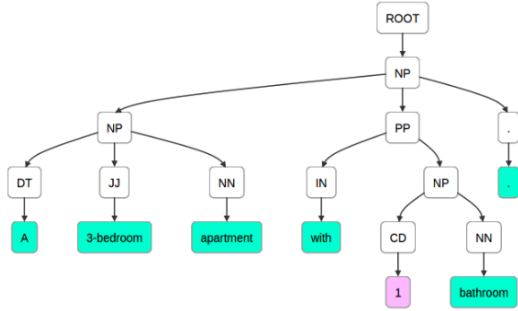 ROOT
NP
NP PP .
DT JJ NN IN NP .
A 3-bedroom apartment with CD NN
1 bathroom